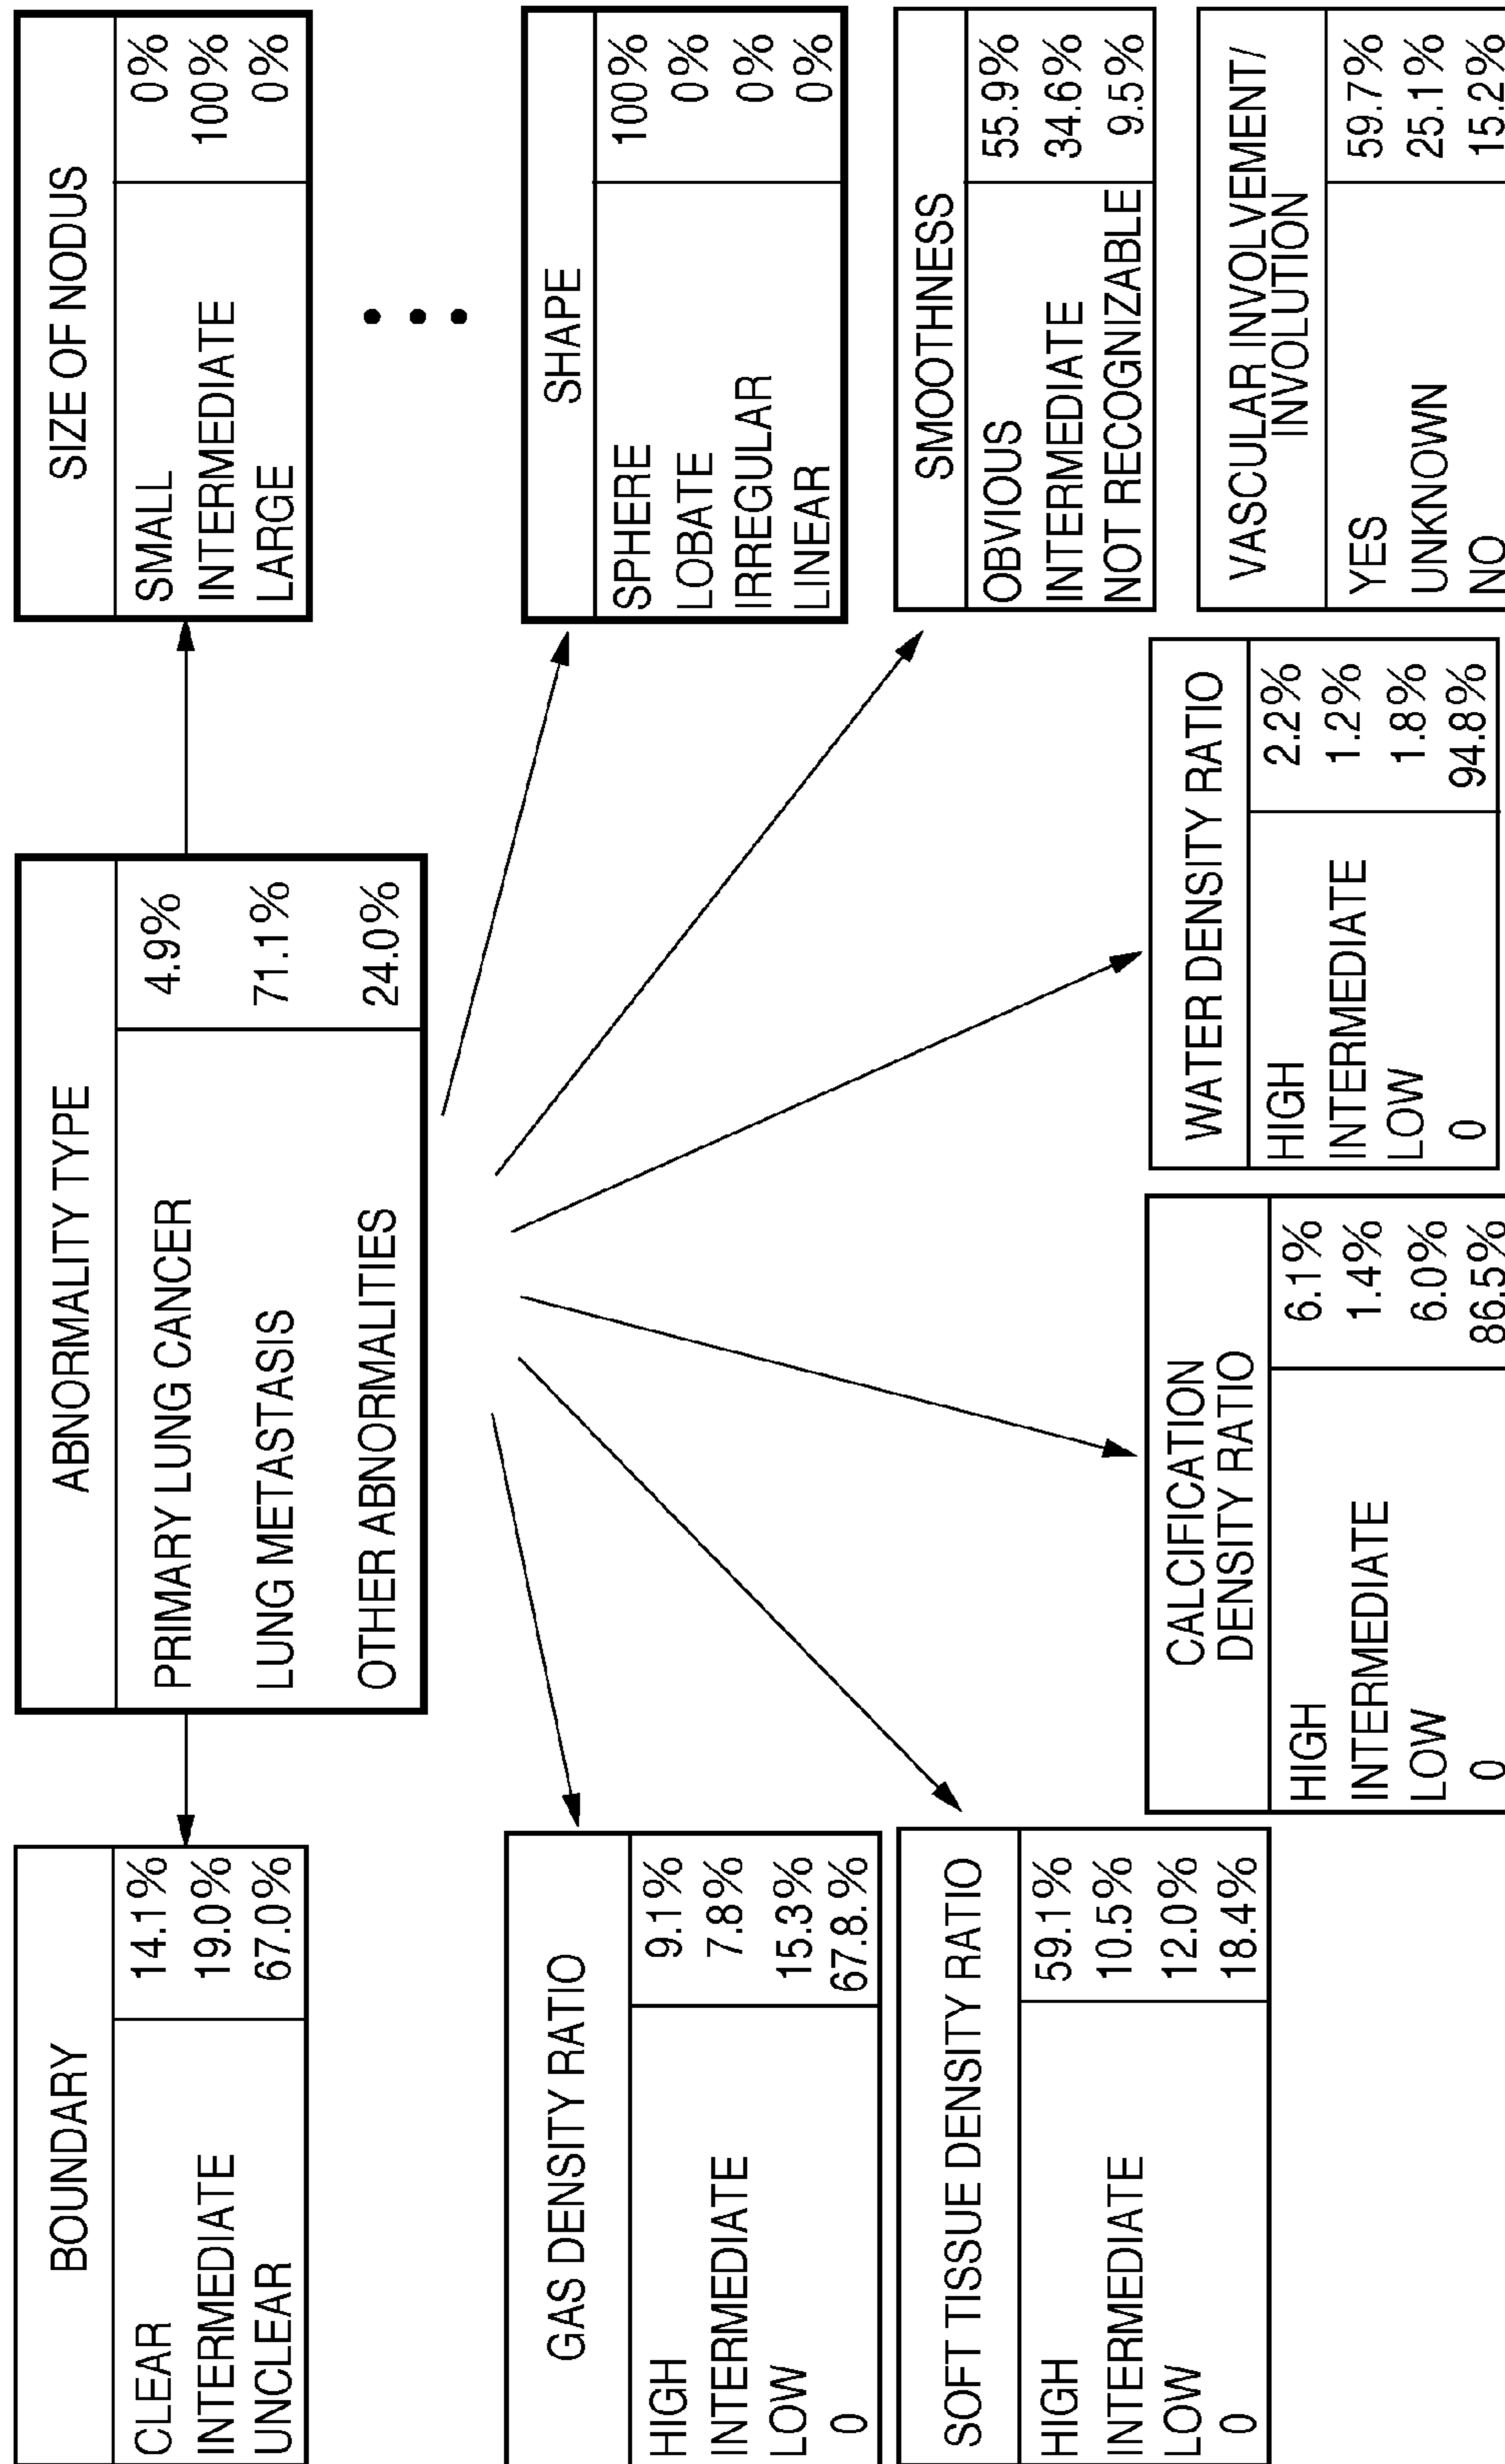 BOUNDARY
CLEAR 14.1%
INTERMEDIATE 19.0%
UNCLEAR 67.0%
ABNORMALITY TYPE
PRIMARY LUNG CANCER 4.9%
LUNG METASTASIS 71.1%
OTHER ABNORMALITIES 24.0%
SIZE OF NODUS
SMALL 0%
INTERMEDIATE 100%
LARGE 0%
GAS DENSITY RATIO
HIGH 9.1%
INTERMEDIATE 7.8%
LOW 15.3%
0 67.8.%
SHAPE
SPHERE 100%
LOBATE 0%
IRREGULAR 0%
LINEAR 0%
SOFT TISSUE DENSITY RATIO
HIGH 59.1%
INTERMEDIATE 10.5%
LOW 12.0%
0 18.4%
SMOOTHNESS
OBVIOUS 55.9%
INTERMEDIATE 34.6%
NOT RECOGNIZABLE 9.5%
CALCIFICATION
DENSITY RATIO
HIGH 6.1%
INTERMEDIATE 1.4%
LOW 6.0%
0 86.5%
WATER DENSITY RATIO
HIGH 2.2%
INTERMEDIATE 1.2%
LOW 1.8%
0 94.8%
VASCULAR INVOLVEMENT/
INVOLUTION
YES 59.7%
UNKNOWN 25.1%
NO 15.2%